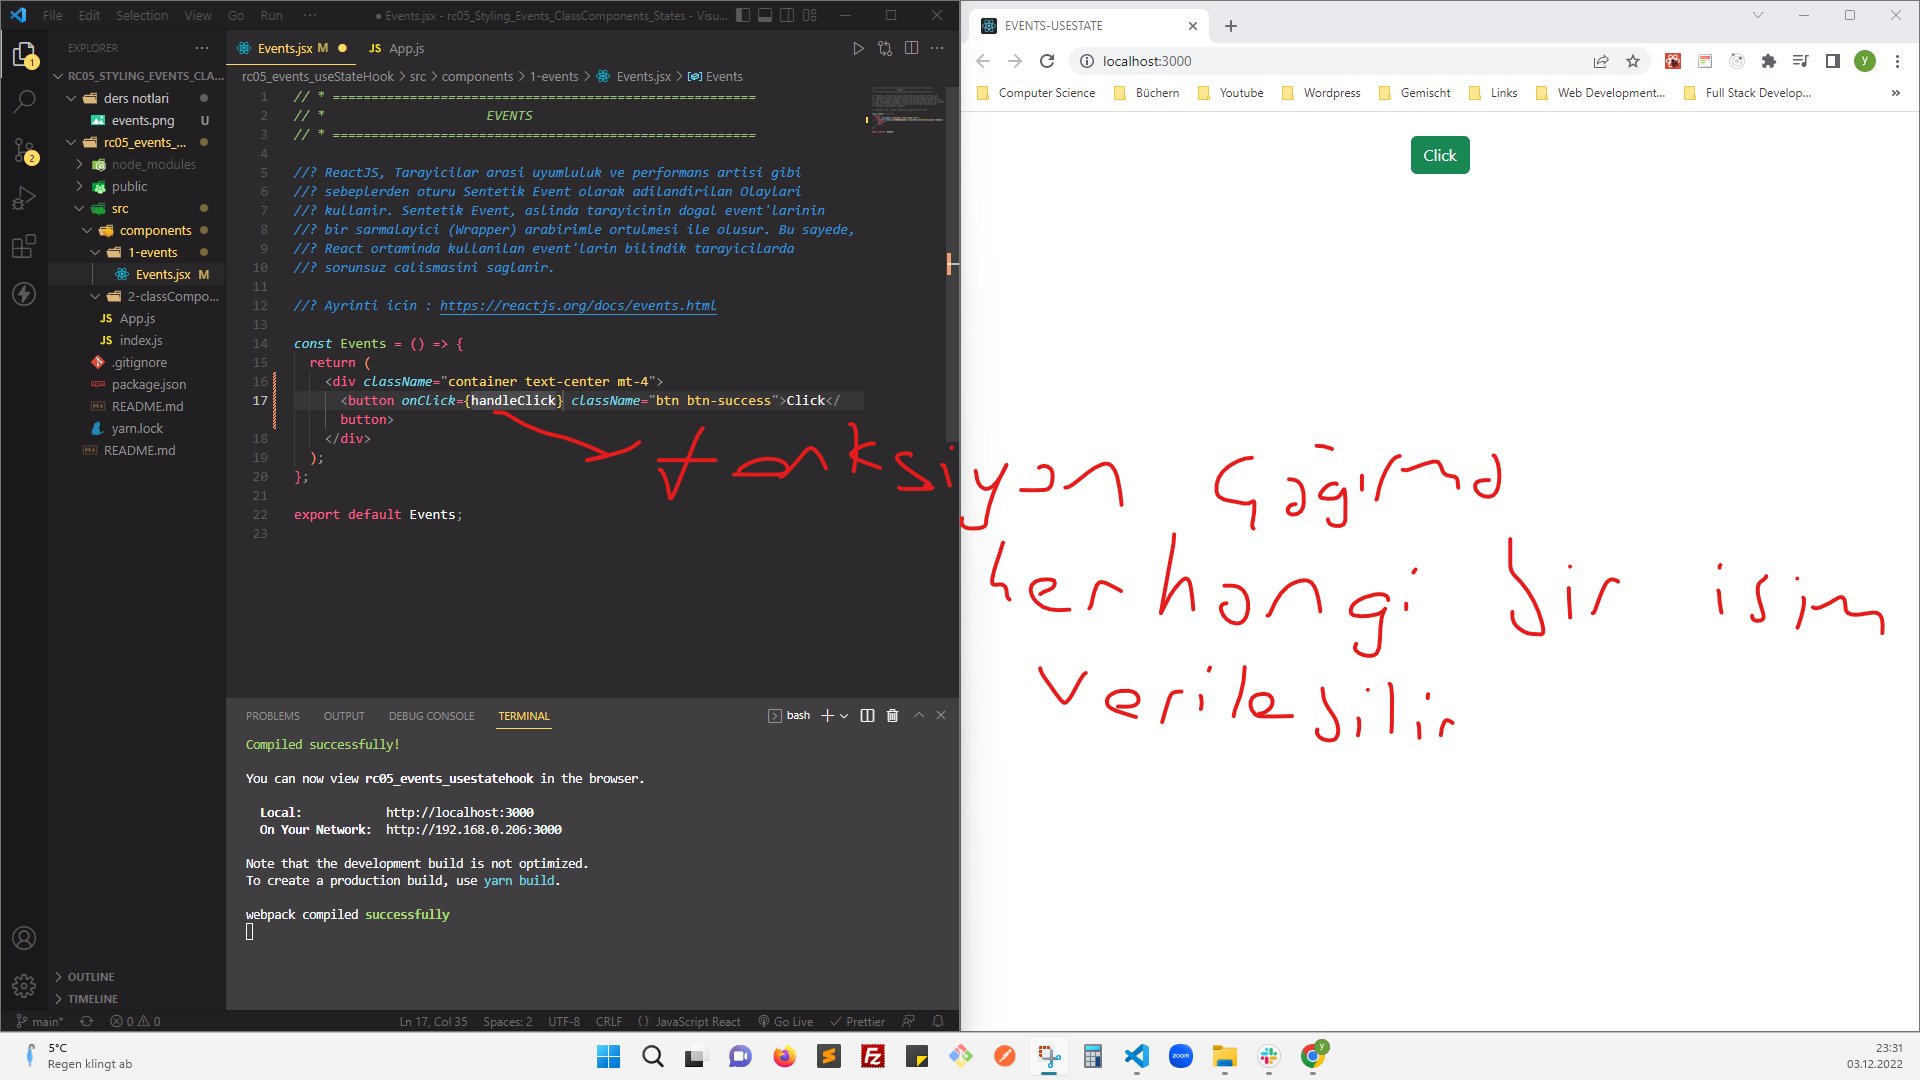 File Edit Selection View Go Run ··· ● Events.jsx - rc05_Styling_Events_ClassComponents_States - Visu...
EXPLORER ···
RC05_STYLING_EVENTS_CLA...
ders notlari
events.png U
rc05_events_...
node_modules
public
src
components
1-events
Events.jsx M
2-classCompo...
JS App.js
JS index.js
.gitignore
package.json
README.md
yarn.lock
README.md
OUTLINE
TIMELINE
1
2
Events.jsx M ● JS App.js
rc05_events_useStateHook > src > components > 1-events > Events.jsx > Events
1 // * =======================================================
2 // * EVENTS
3 // * =======================================================
4
5 //? ReactJS, Tarayicilar arasi uyumluluk ve performans artisi gibi
6 //? sebeplerden oturu Sentetik Event olarak adilandirilan Olaylari
7 //? kullanir. Sentetik Event, aslinda tarayicinin dogal event'larinin
8 //? bir sarmalayici (Wrapper) arabirimle ortulmesi ile olusur. Bu sayede,
9 //? React ortaminda kullanilan event'larin bilindik tarayicilarda
10 //? sorunsuz calismasini saglanir.
11
12 //? Ayrinti icin : https://reactjs.org/docs/events.html
13
14 const Events = () => {
15 return (
16 <div className="container text-center mt-4">
17 <button onClick={handleClick} className="btn btn-success">Click</
button>
18 </div>
19 );
20 };
21
22 export default Events;
23
PROBLEMS OUTPUT DEBUG CONSOLE TERMINAL bash
Compiled successfully!
You can now view rc05_events_usestatehook in the browser.
Local: http://localhost:3000
On Your Network: http://192.168.0.206:3000
Note that the development build is not optimized.
To create a production build, use yarn build.
webpack compiled successfully
main* 0 0 Ln 17, Col 35 Spaces: 2 UTF-8 CRLF {} JavaScript React Go Live Prettier
EVENTS-USESTATE
localhost:3000 y
Computer Science Büchern Youtube Wordpress Gemischt Links Web Development... Full Stack Develop... »
Click
fonksiyon çağırma
herhangi bir isim
verilebilir
5°C
Regen klingt ab
zoom
y
23:31
03.12.2022